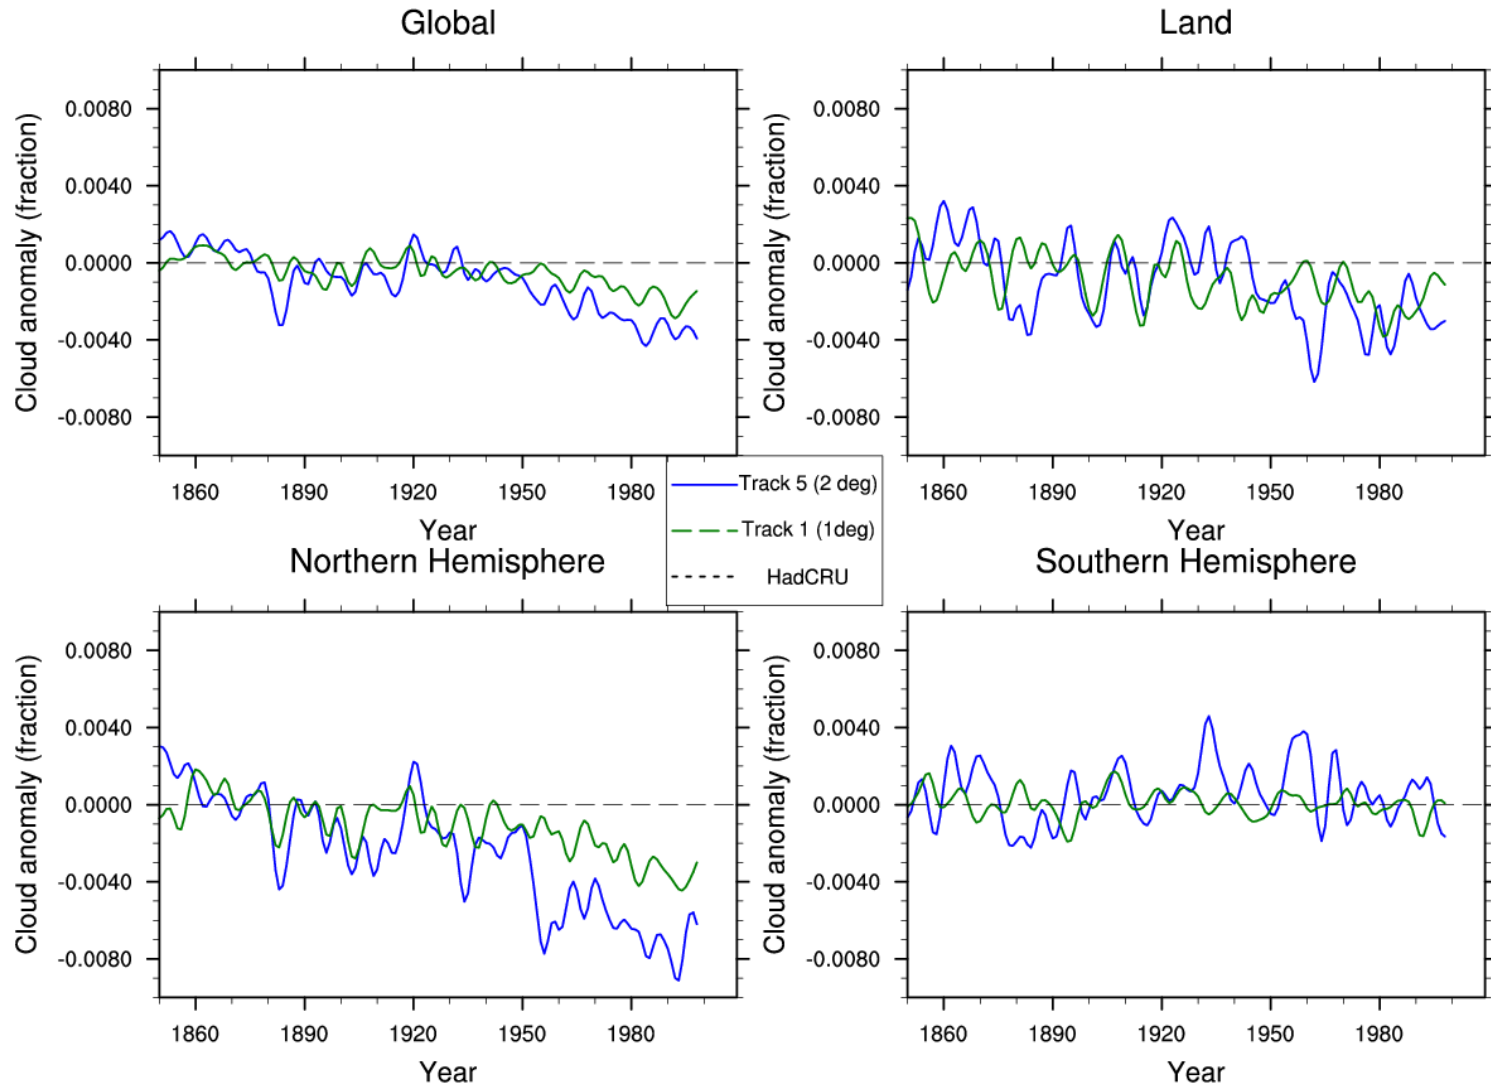 Global
Land
Cloud anomaly (fraction)
0.0080
0.0040
0.0000
-0.0040
-0.0080
1860 1890 1920 1950 1980
Year
Cloud anomaly (fraction)
0.0080
0.0040
0.0000
-0.0040
-0.0080
1860 1890 1920 1950 1980
Year
Track 5 (2 deg)
Track 1 (1deg)
HadCRU
Northern Hemisphere
Southern Hemisphere
Cloud anomaly (fraction)
0.0080
0.0040
0.0000
-0.0040
-0.0080
1860 1890 1920 1950 1980
Year
Cloud anomaly (fraction)
0.0080
0.0040
0.0000
-0.0040
-0.0080
1860 1890 1920 1950 1980
Year